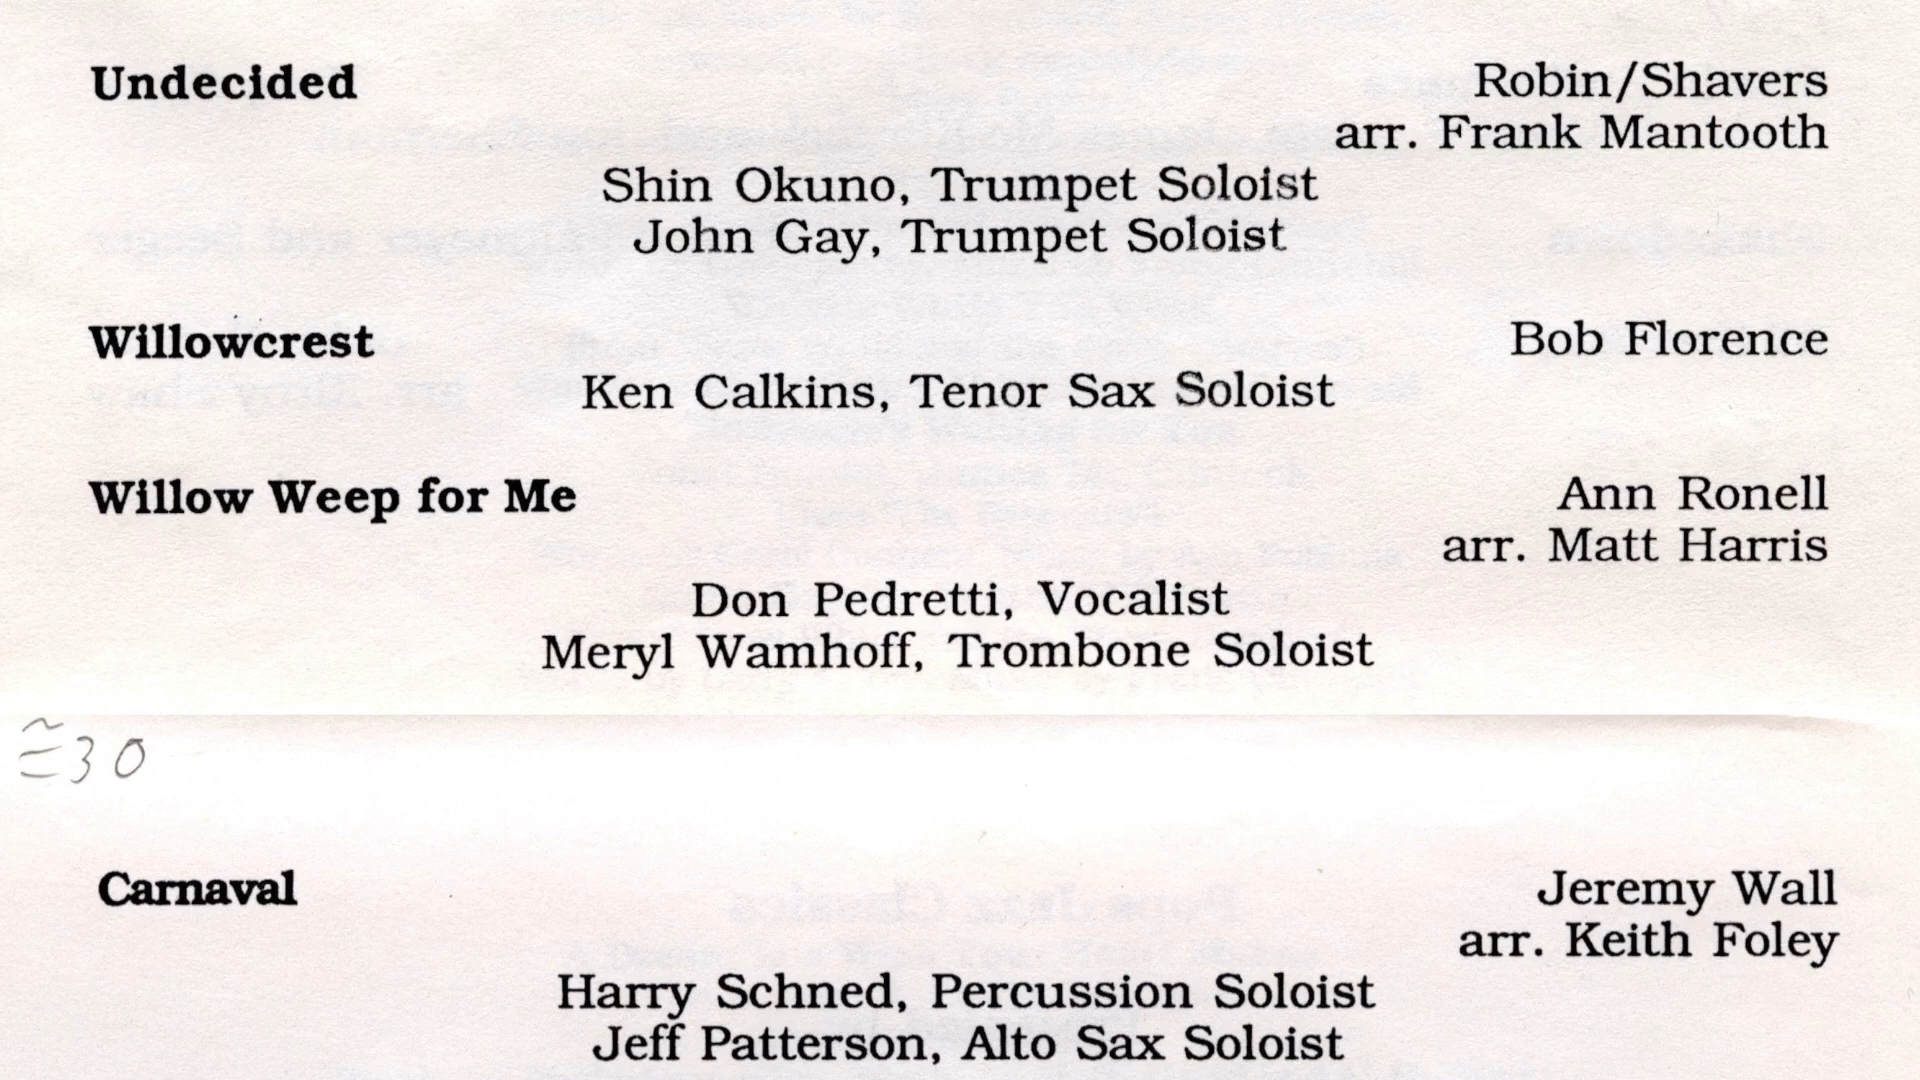 Undecided Robin/Shavers
arr. Frank Mantooth
Shin Okuno, Trumpet Soloist
John Gay, Trumpet Soloist
Willowcrest Bob Florence
Ken Calkins, Tenor Sax Soloist
Willow Weep for Me Ann Ronell
arr. Matt Harris
Don Pedretti, Vocalist
Meryl Wamhoff, Trombone Soloist
≅30
Carnaval Jeremy Wall
arr. Keith Foley
Harry Schned, Percussion Soloist
Jeff Patterson, Alto Sax Soloist